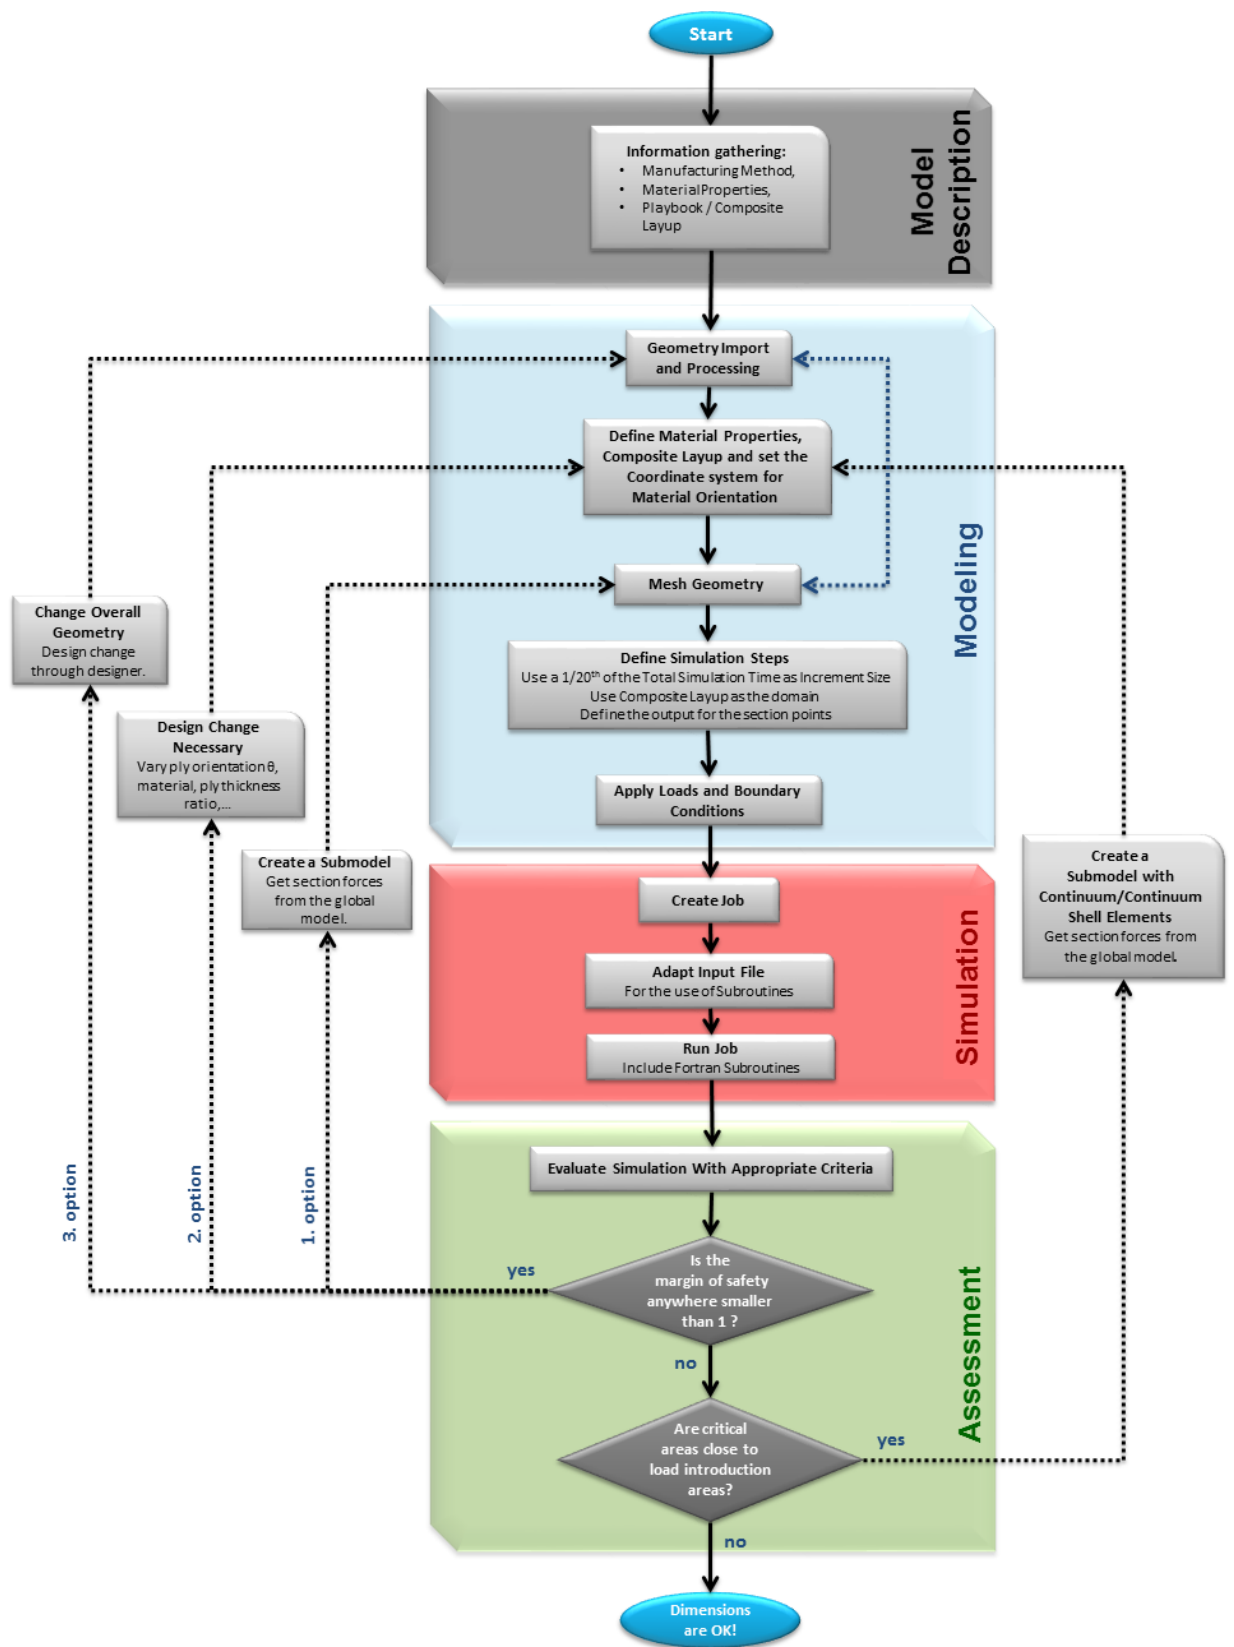 Start
Information gathering:
• Manufacturing Method,
• Material Properties,
• Playbook / Composite
Layup
Model
Description
Geometry Import
and Processing
Define Material Properties,
Composite Layup and set the
Coordinate system for
Material Orientation
Mesh Geometry
Define Simulation Steps
Use a 1/20th of the Total Simulation Time as Increment Size
Use Composite Layup as the domain
Define the output for the section points
Apply Loads and Boundary
Conditions
Modeling
Change Overall
Geometry
Design change
through designer.
Design Change
Necessary
Vary ply orientation θ,
material, ply thickness
ratio,...
Create a Submodel
Get section forces
from the global
model.
Create a
Submodel with
Continuum/Continuum
Shell Elements
Get section forces from
the global model.
Create Job
Adapt Input File
For the use of Subroutines
Run Job
Include Fortran Subroutines
Simulation
Evaluate Simulation With Appropriate Criteria
Is the
margin of safety
anywhere smaller
than 1 ?
yes
3. option
2. option
1. option
no
Are critical
areas close to
load introduction
areas?
yes
no
Assessment
Dimensions
are OK!